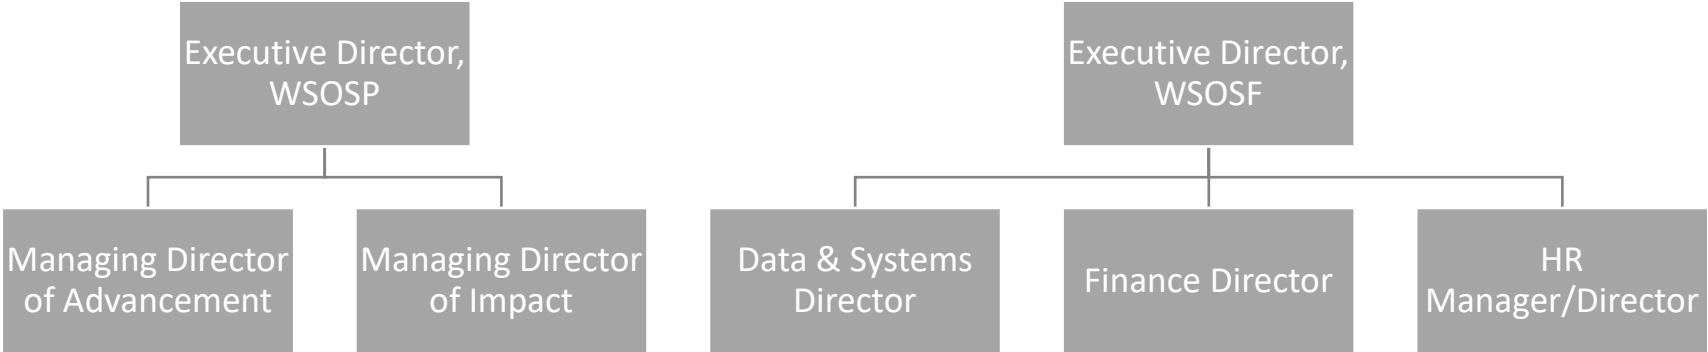 Executive Director,
WSOSP
Executive Director,
WSOSF
Managing Director
of Advancement
Managing Director
of Impact
Data & Systems
Director
Finance Director
HR
Manager/Director